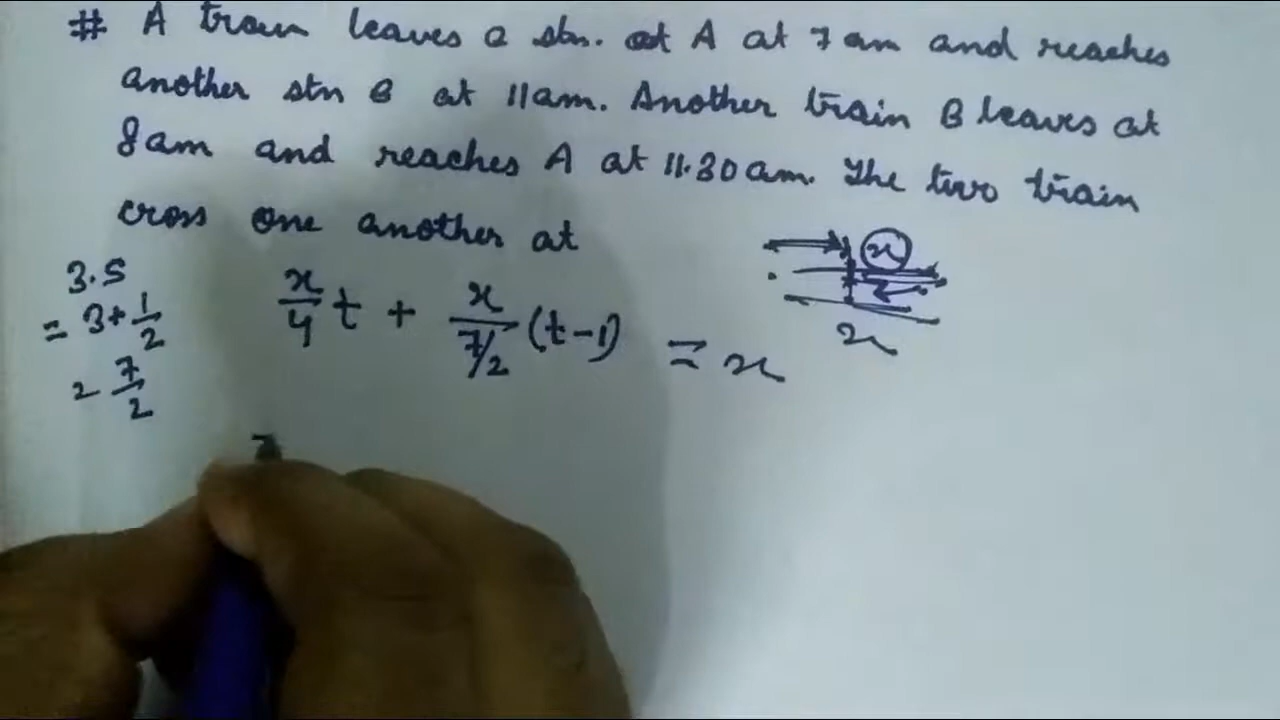 # A train leaves a stn. at A at 7 am and reaches
another stn B at 11am. Another train B leaves at
8am and reaches A at 11.30am. The two train
cross one another at
3.5
= 3+1/2
= 7/2
x/4 t + x/(7/2) (t-1) = x
x
x